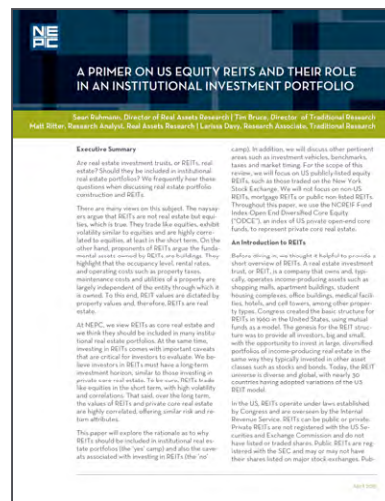 NE
PC
A PRIMER ON US EQUITY REITS AND THEIR ROLE
IN AN INSTITUTIONAL INVESTMENT PORTFOLIO
Sean Ruhmann, Director of Real Assets Research | Tim Bruce, Director of Traditional Research
Matt Ritter, Research Analyst, Real Assets Research | Larissa Davy, Research Associate, Traditional Research
Executive Summary
Are real estate investment trusts, or REITs, real
estate? Should they be included in institutional
real estate portfolios? We frequently hear these
questions when discussing real estate portfolio
construction and REITs.
There are many views on this subject. The naysay-
ers argue that REITs are not real estate but equi-
ties, which is true. They trade like equities, exhibit
volatility similar to equities and are highly corre-
lated to equities, at least in the short term. On the
other hand, proponents of REITs argue the funda-
mental assets owned by REITs are buildings. They
highlight that the occupancy level, rental rates,
and operating costs such as property taxes,
maintenance costs and utilities of a property are
largely independent of the entity through which it
is owned. To this end, REIT values are dictated by
property values and, therefore, REITs are real
estate.
At NEPC, we view REITs as core real estate and
we think they should be included in many institu-
tional real estate portfolios. At the same time,
investing in REITs comes with important caveats
that are critical for investors to evaluate. We be-
lieve investors in REITs must have a long-term
investment horizon, similar to those investing in
private core real estate. To be sure, REITs trade
like equities in the short term, with high volatility
and correlations. That said, over the long term,
the values of REITs and private core real estate
are highly correlated, offering similar risk and re-
turn attributes.
This paper will explore the rationale as to why
REITs should be included in institutional real es-
tate portfolios (the 'yes' camp) and also the cave-
ats associated with investing in REITs (the 'no'
camp). In addition, we will discuss other pertinent
areas such as investment vehicles, benchmarks,
taxes and market timing. For the scope of this
review, we will focus on US publicly-listed equity
REITs, such as those traded on the New York
Stock Exchange. We will not focus on non-US
REITs, mortgage REITs or public non listed REITs.
Throughout this paper, we use the NCREIF Fund
Index-Open End Diversified Core Equity
("ODCE"), an index of US private open-end core
funds, to represent private core real estate.
An Introduction to REITs
Before diving in, we thought it helpful to provide a
short overview of REITs. A real estate investment
trust, or REIT, is a company that owns and, typi-
cally, operates income-producing assets such as
shopping malls, apartment buildings, student
housing complexes, office buildings, medical facili-
ties, hotels, and cell towers, among other proper-
ty types. Congress created the basic structure for
REITs in 1960 in the United States, using mutual
funds as a model. The genesis for the REIT struc-
ture was to provide all investors, big and small,
with the opportunity to invest in large, diversified
portfolios of income-producing real estate in the
same way they typically invested in other asset
classes such as stocks and bonds. Today, the REIT
universe is diverse and global, with nearly 30
countries having adopted variations of the US
REIT model.
In the US, REITs operate under laws established
by Congress and are overseen by the Internal
Revenue Service. REITs can be public or private.
Private REITs are not registered with the US Se-
curities and Exchange Commission and do not
have listed or traded shares. Public REITs are reg-
istered with the SEC and may or may not have
their shares listed on major stock exchanges. Pub-